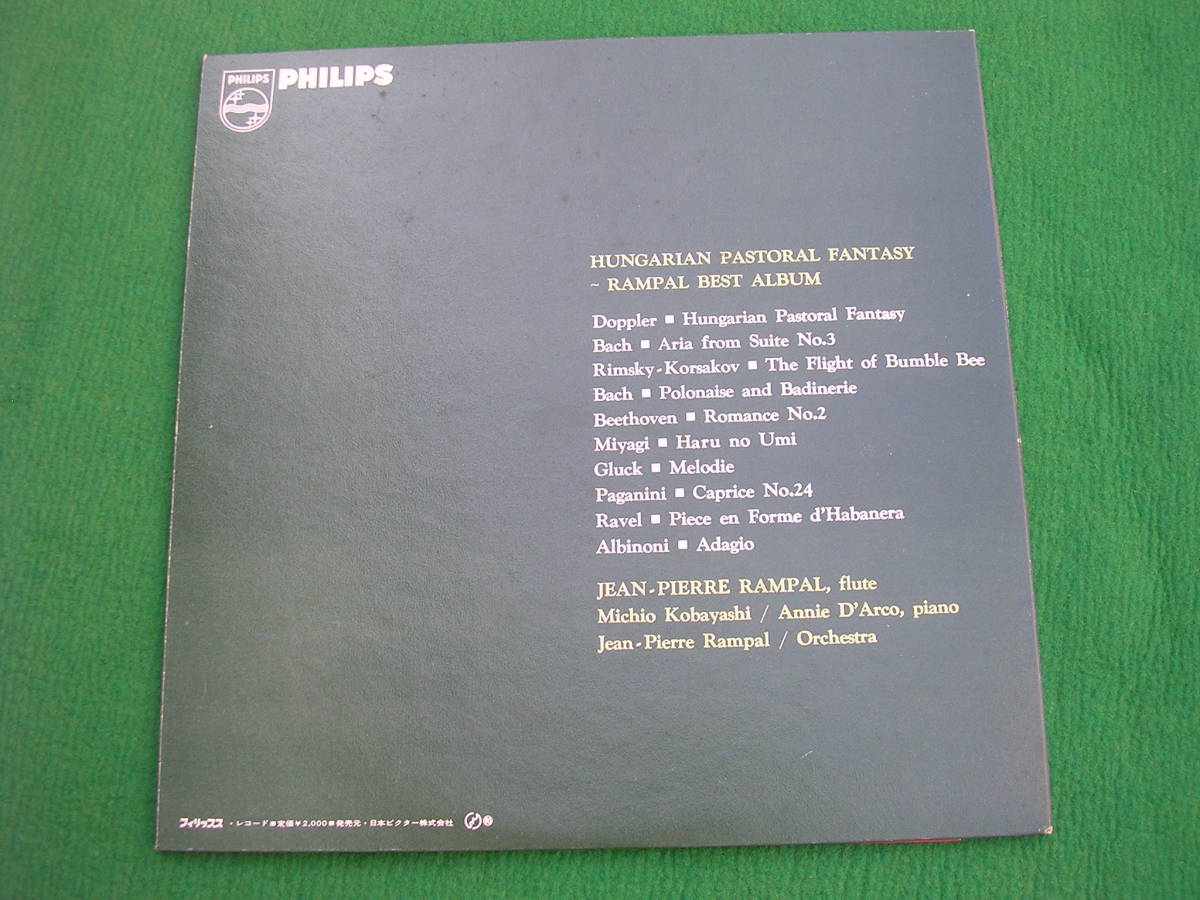 PHILIPS
PHILIPS
HUNGARIAN PASTORAL FANTASY
~ RAMPAL BEST ALBUM
Doppler ■ Hungarian Pastoral Fantasy
Bach ■ Aria from Suite No.3
Rimsky-Korsakov ■ The Flight of Bumble Bee
Bach ■ Polonaise and Badinerie
Beethoven ■ Romance No.2
Miyagi ■ Haru no Umi
Gluck ■ Melodie
Paganini ■ Caprice No.24
Ravel ■ Piece en Forme d'Habanera
Albinoni ■ Adagio
JEAN-PIERRE RAMPAL, flute
Michio Kobayashi / Annie D'Arco, piano
Jean-Pierre Rampal / Orchestra
フィリップス・レコード■定価¥2,000■発売元・日本ビクター株式会社 ®